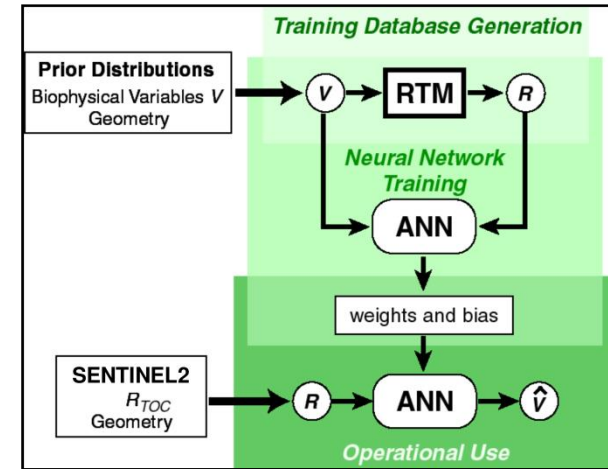 Training Database Generation
Prior Distributions
Biophysical Variables V
Geometry
V
RTM
R
Neural Network
Training
ANN
weights and bias
SENTINEL2
R_TOC
Geometry
R
ANN
V̂
Operational Use